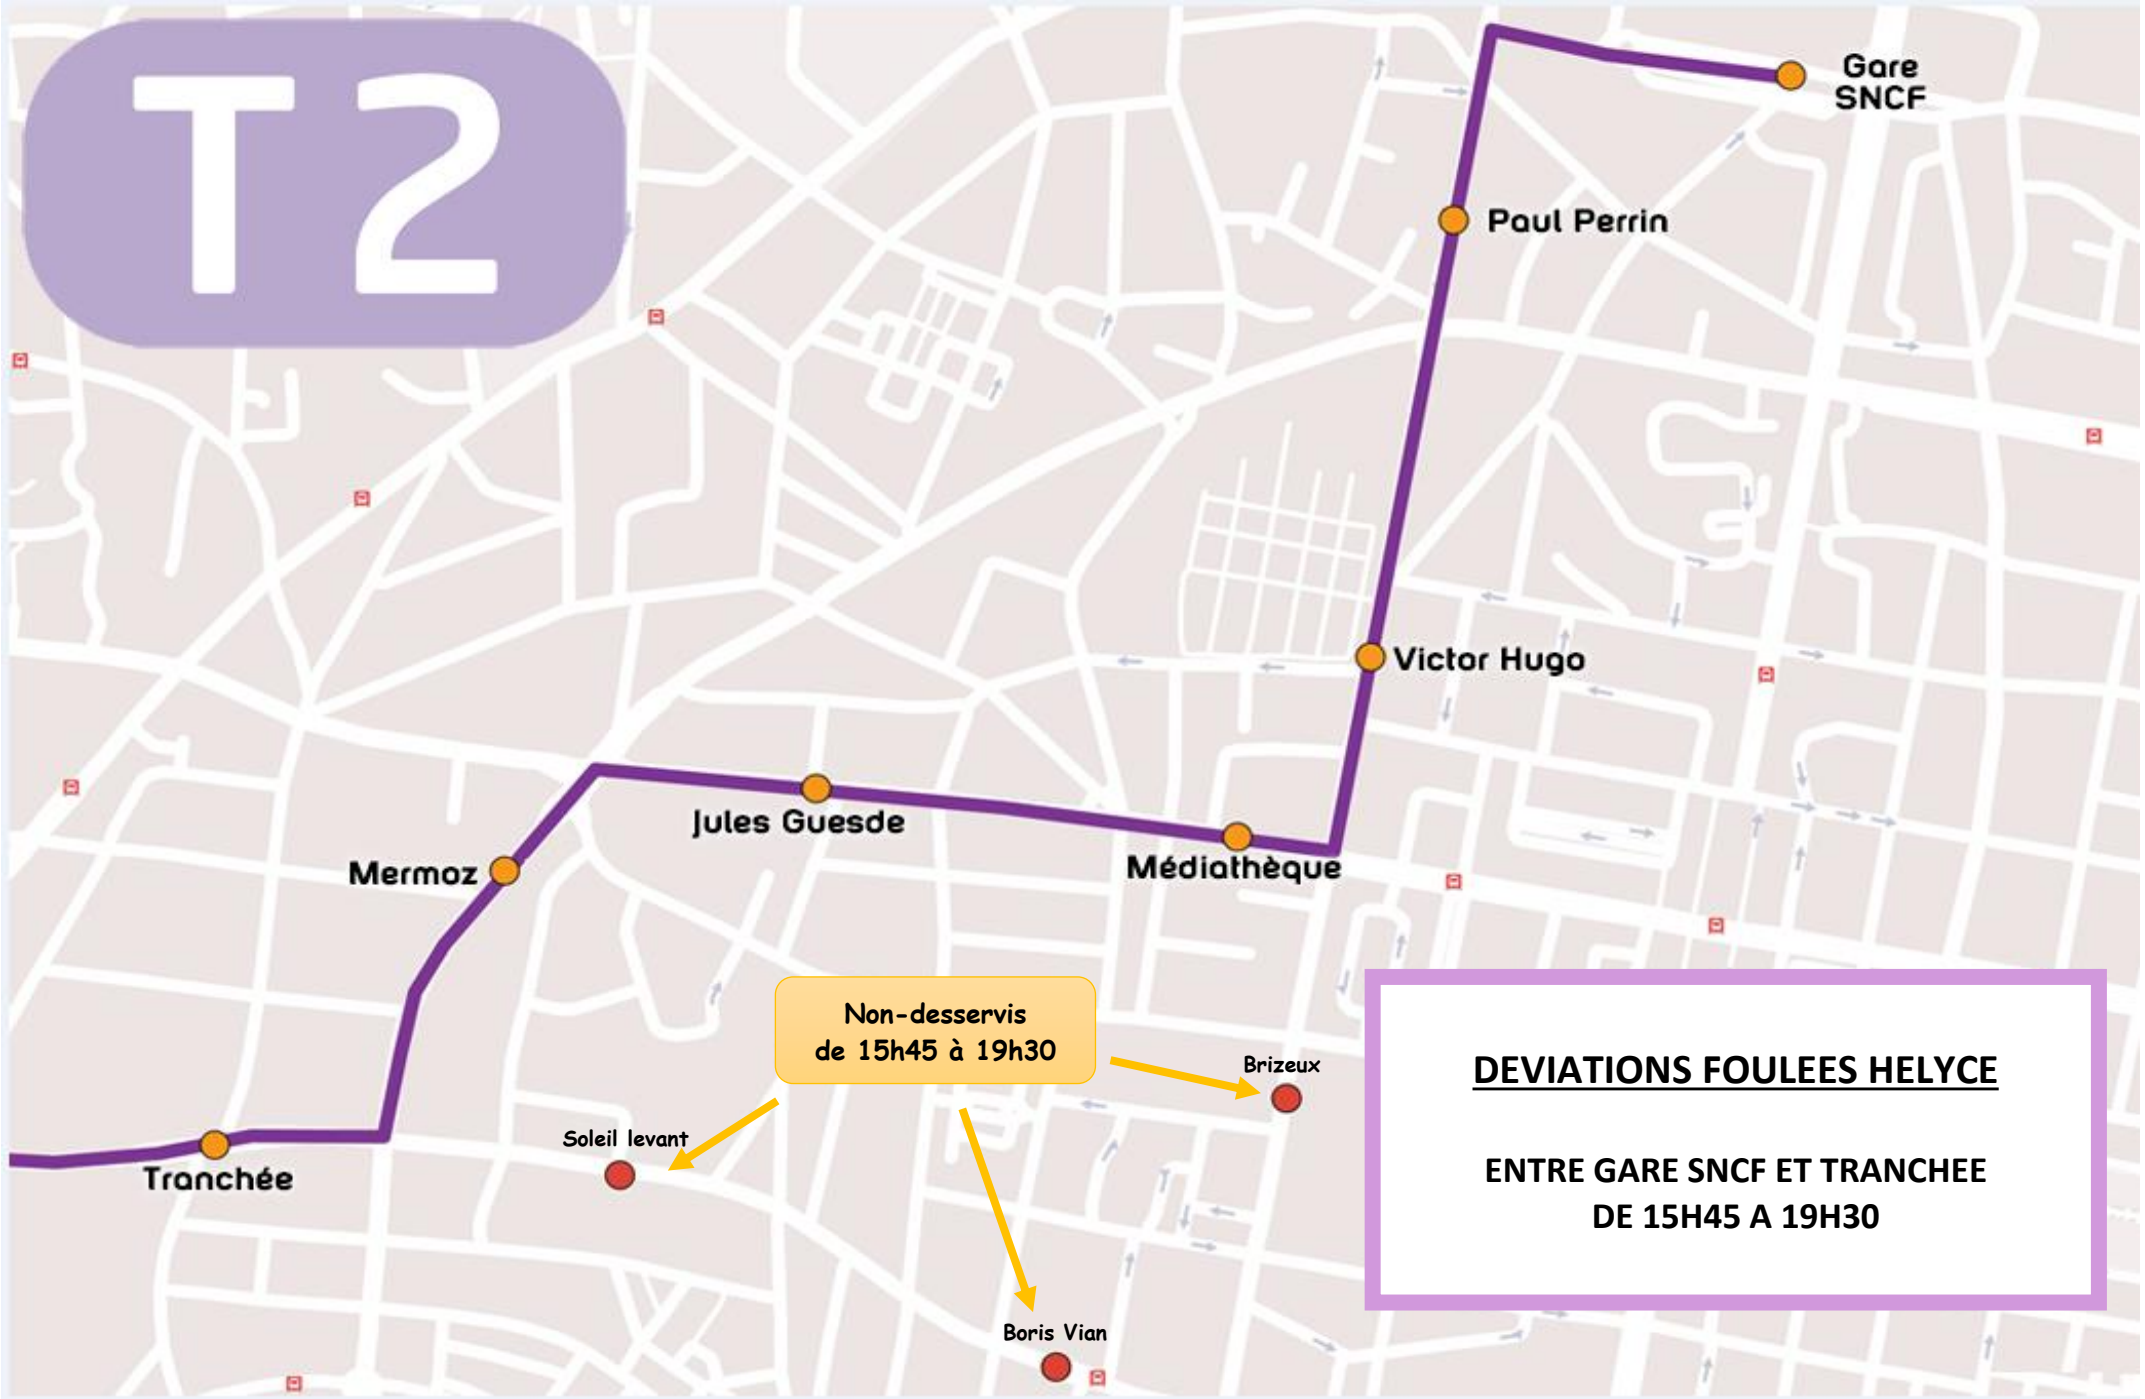 T2
Gare
SNCF
Paul Perrin
Victor Hugo
Jules Guesde
Médiathèque
Mermoz
Non-desservis
de 15h45 à 19h30
Brizeux
Soleil levant
Tranchée
Boris Vian
DEVIATIONS FOULEES HELYCE
ENTRE GARE SNCF ET TRANCHEE
DE 15H45 A 19H30